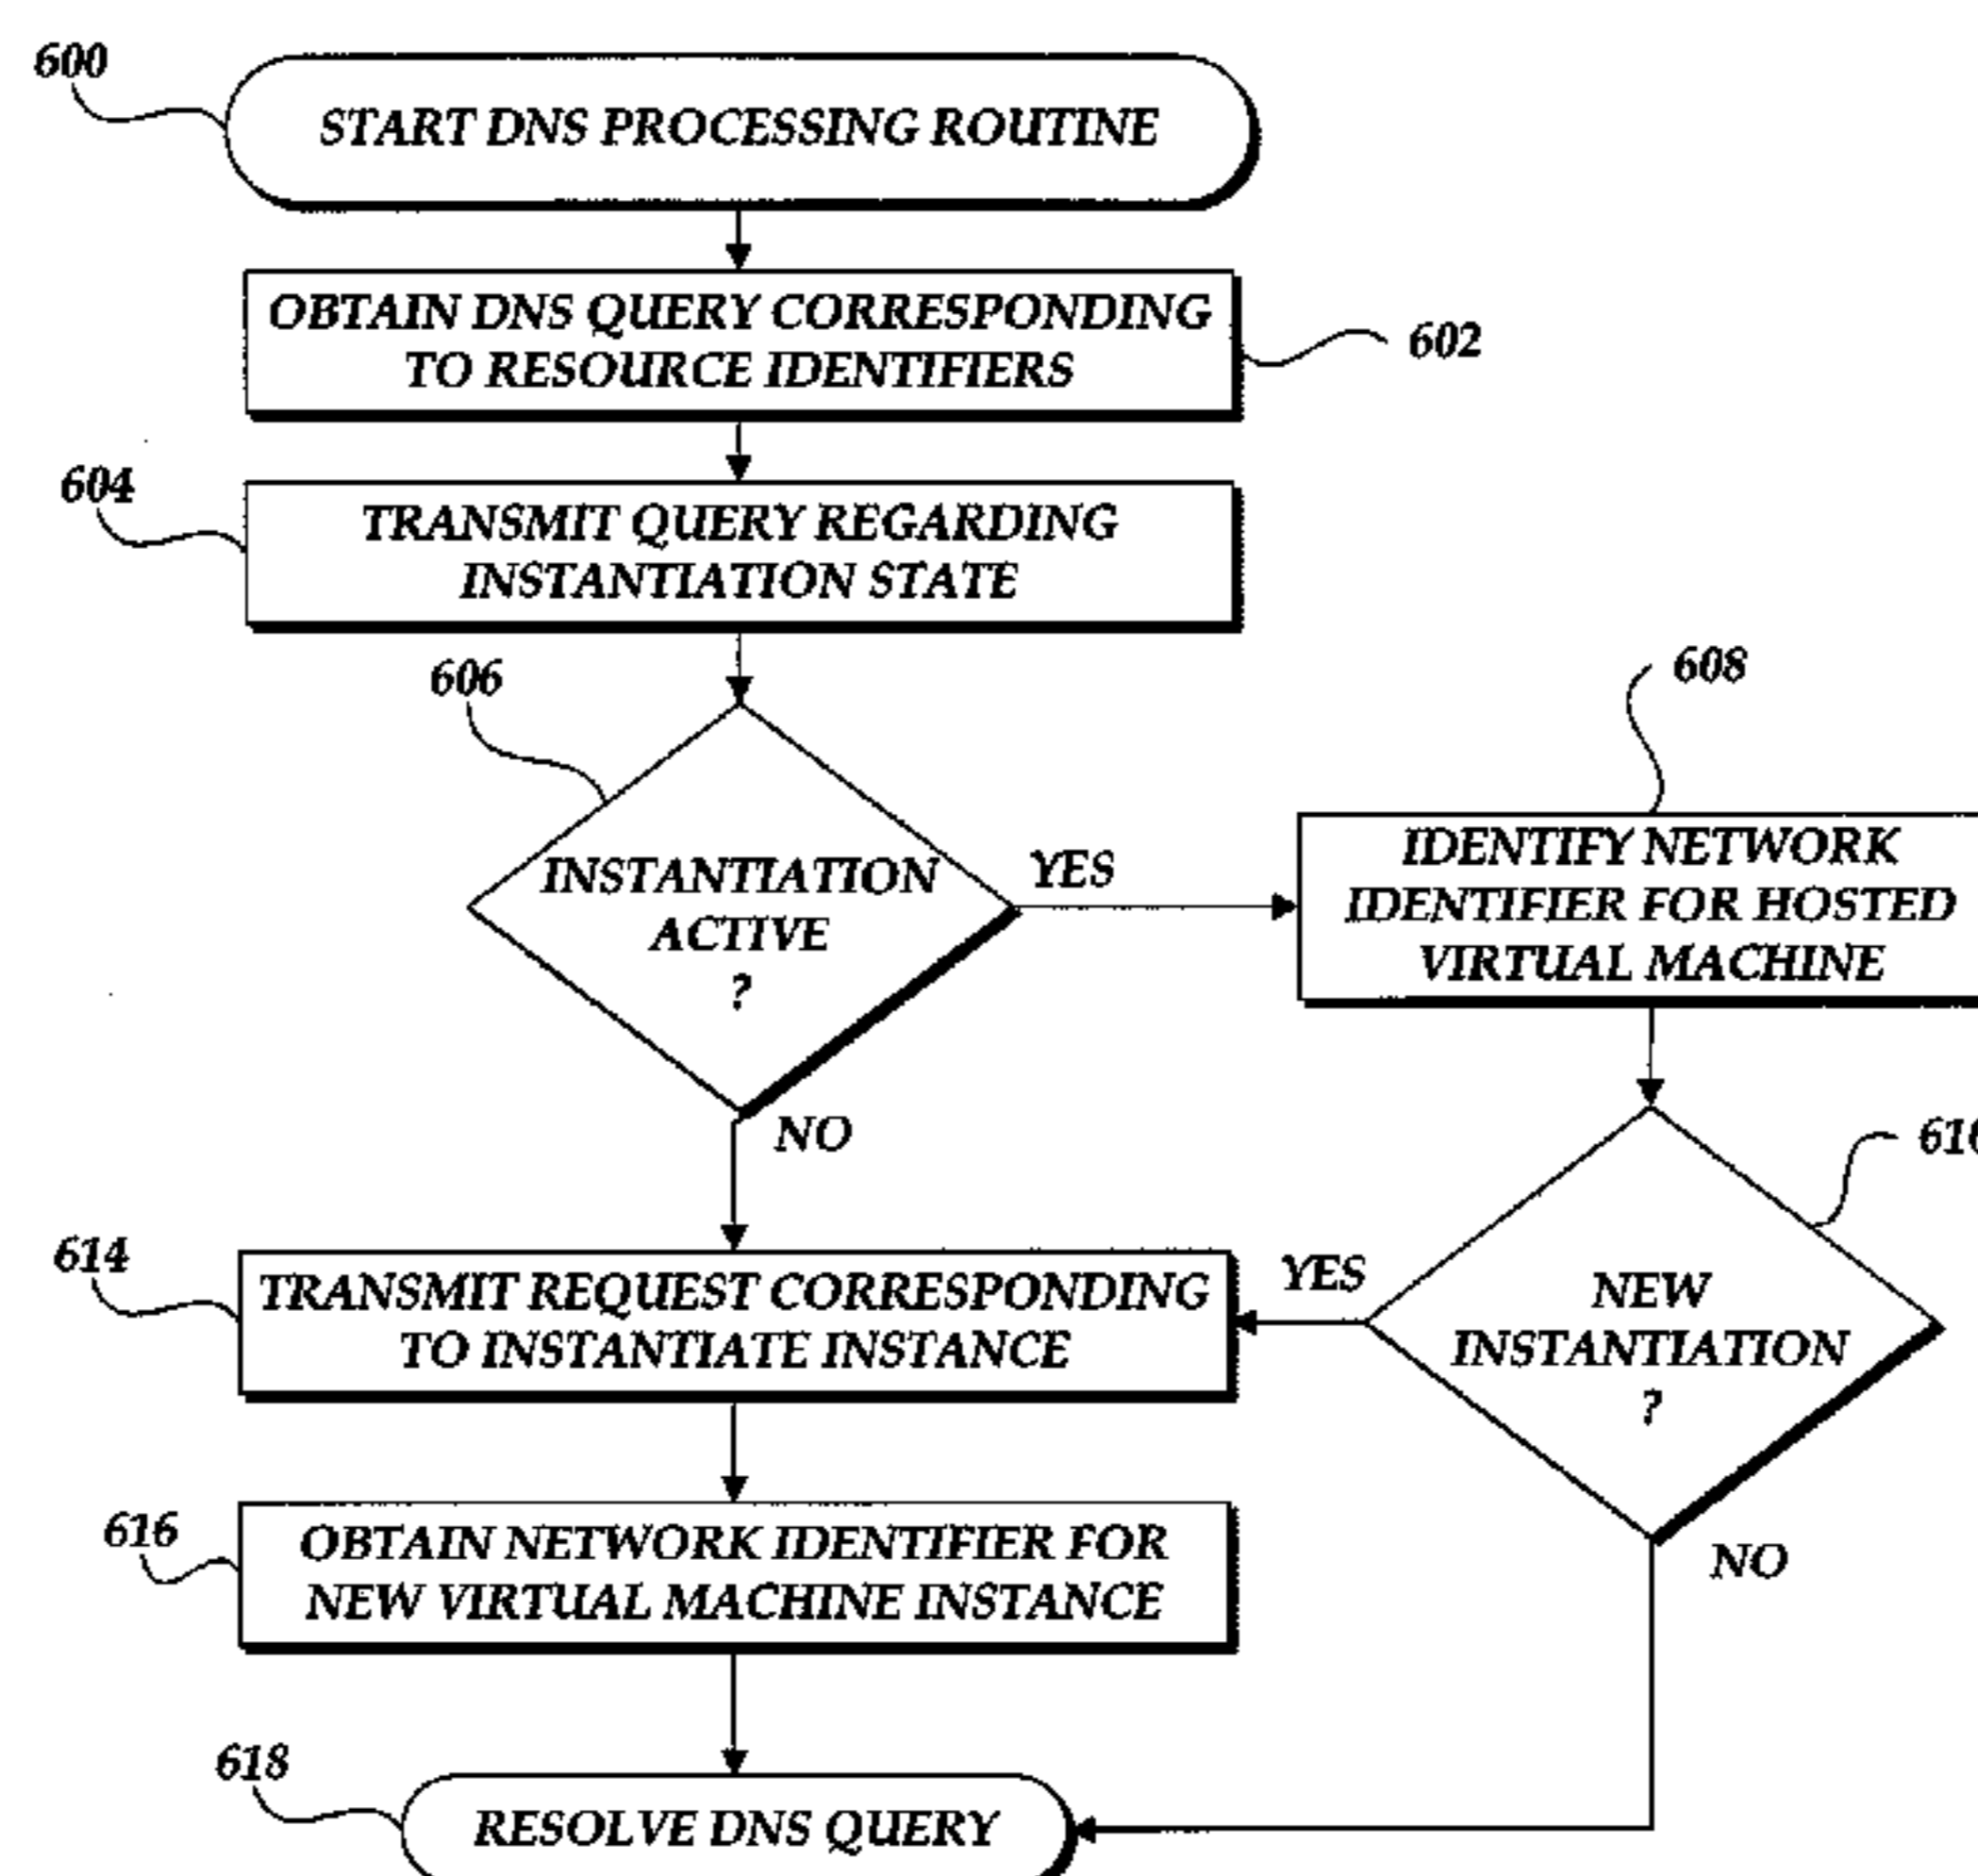 600
START DNS PROCESSING ROUTINE
OBTAIN DNS QUERY CORRESPONDING
TO RESOURCE IDENTIFIERS
602
604
TRANSMIT QUERY REGARDING
INSTANTIATION STATE
606
608
INSTANTIATION
ACTIVE
?
YES
NO
IDENTIFY NETWORK
IDENTIFIER FOR HOSTED
VIRTUAL MACHINE
614
TRANSMIT REQUEST CORRESPONDING
TO INSTANTIATE INSTANCE
YES
NEW
INSTANTIATION
?
NO
616
OBTAIN NETWORK IDENTIFIER FOR
NEW VIRTUAL MACHINE INSTANCE
618
RESOLVE DNS QUERY